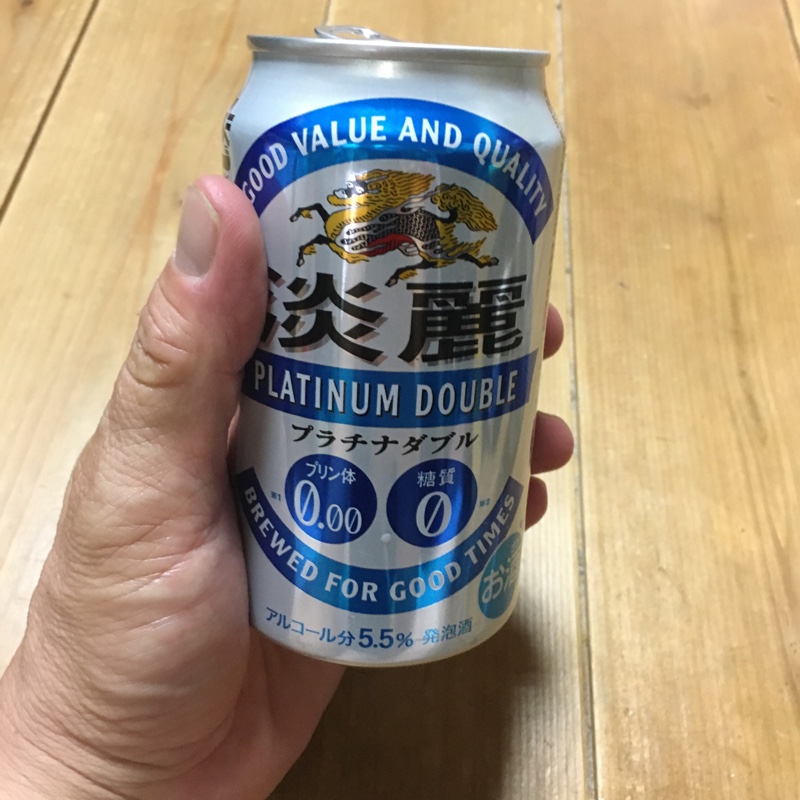 GOOD VALUE AND QUALITY
淡麗
PLATINUM DOUBLE
プラチナダブル
プリン体
0.00
糖質
0
※1
※2
BREWED FOR GOOD TIMES
お酒
アルコール分5.5% 発泡酒